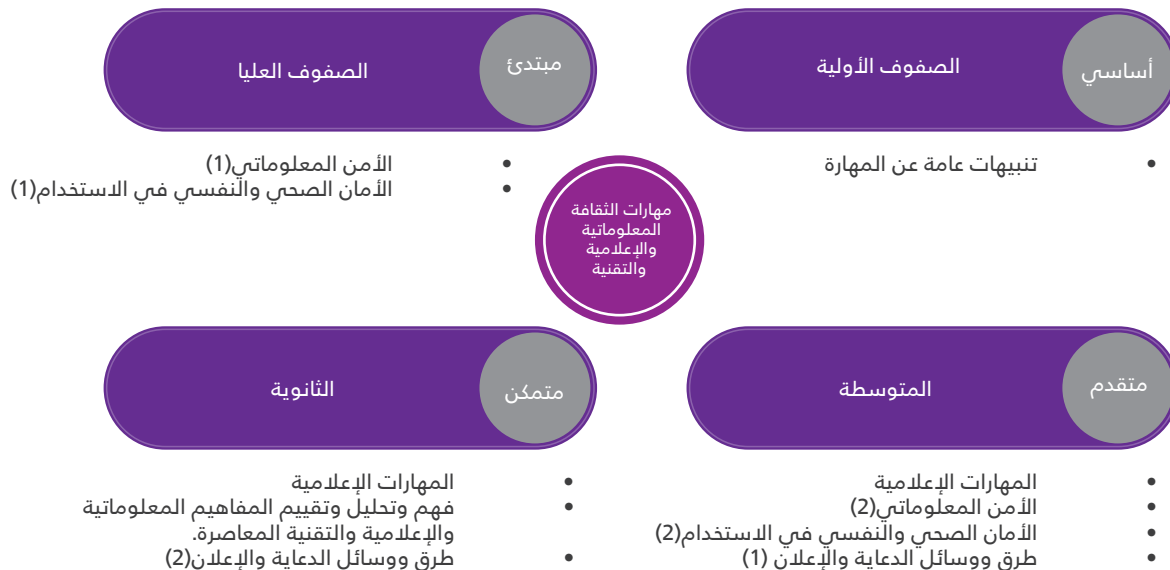 أساسي
الصفوف الأولية
• تنبيهات عامة عن المهارة
مبتدئ
الصفوف العليا
• الأمن المعلوماتي(1)
• الأمان الصحي والنفسي في الاستخدام(1)
مهارات الثقافة
المعلوماتية
والإعلامية
والتقنية
متقدم
المتوسطة
• المهارات الإعلامية
• الأمن المعلوماتي(2)
• الأمان الصحي والنفسي في الاستخدام(2)
• طرق ووسائل الدعاية والإعلان (1)
متمكن
الثانوية
• المهارات الإعلامية
• فهم وتحليل وتقييم المفاهيم المعلوماتية
والإعلامية والتقنية المعاصرة.
• طرق ووسائل الدعاية والإعلان(2)